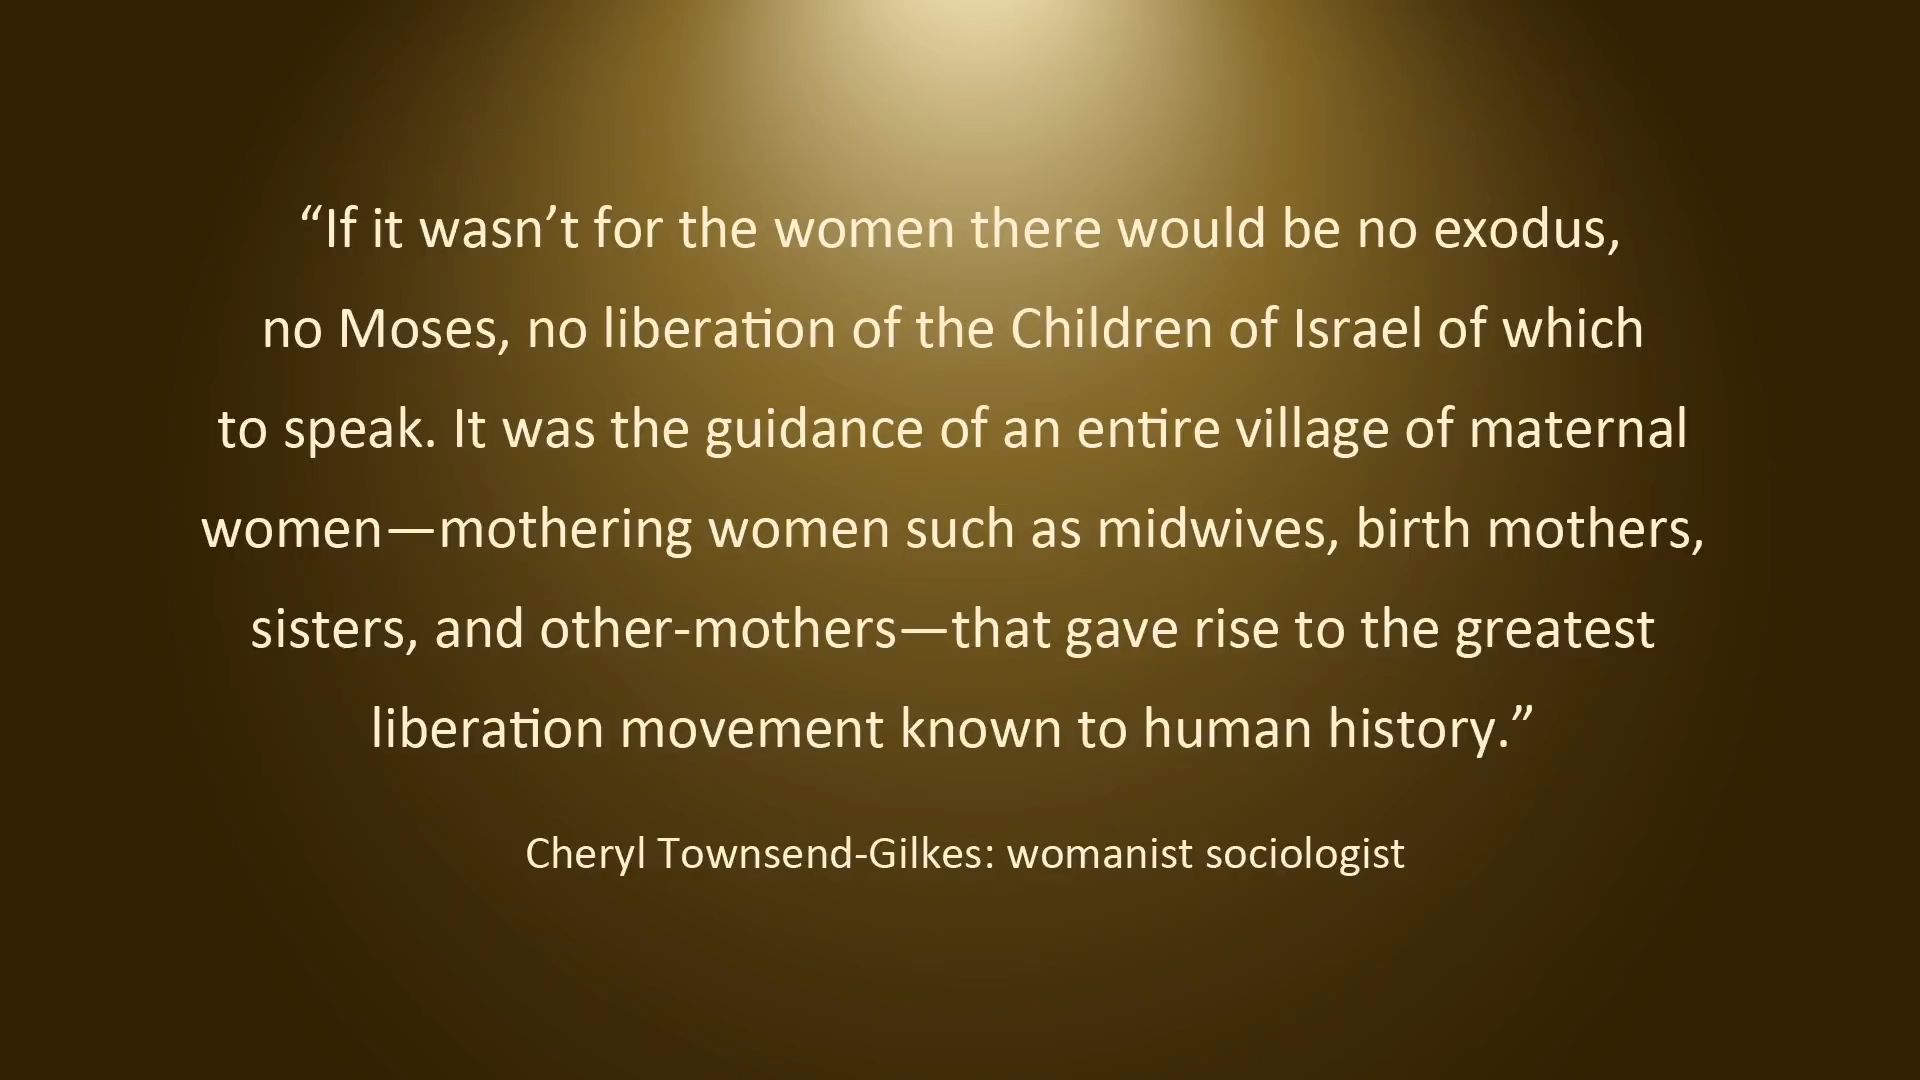 “If it wasn’t for the women there would be no exodus,
no Moses, no liberation of the Children of Israel of which
to speak. It was the guidance of an entire village of maternal
women—mothering women such as midwives, birth mothers,
sisters, and other-mothers—that gave rise to the greatest
liberation movement known to human history.”
Cheryl Townsend-Gilkes: womanist sociologist